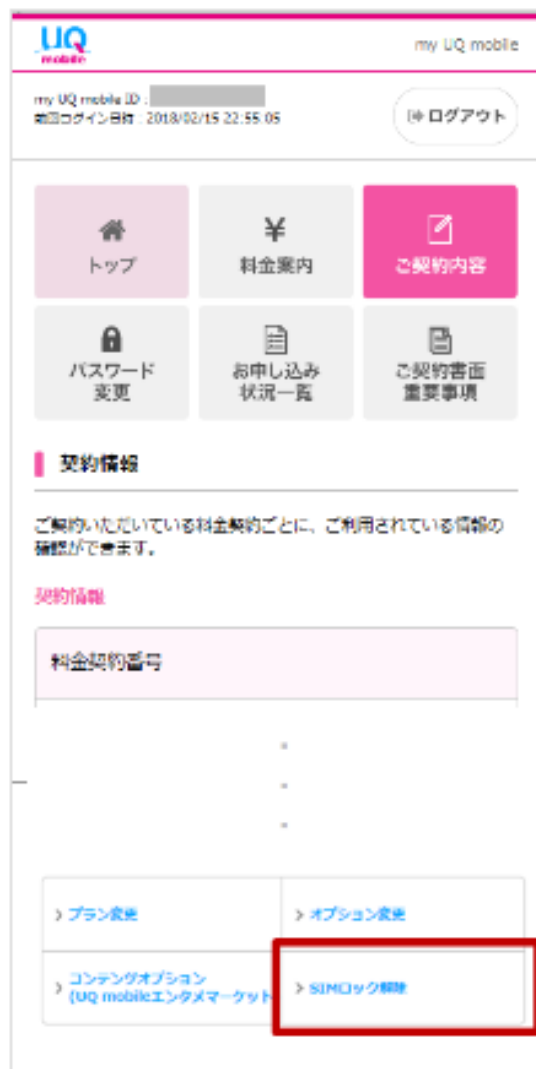 UQ
mobile
my UQ mobile
my UQ mobile ID :
前回ログイン日時 : 2018/02/15 22:55:05
ログアウト
トップ
¥
料金案内
ご契約内容
パスワード
変更
お申し込み
状況一覧
ご契約書面
重要事項
契約情報
ご契約いただいている料金契約ごとに、ご利用されている情報の
確認ができます。
契約情報
料金契約番号
プラン変更
オプション変更
コンテンツオプション
(UQ mobileエンタメマーケット
SIMロック解除